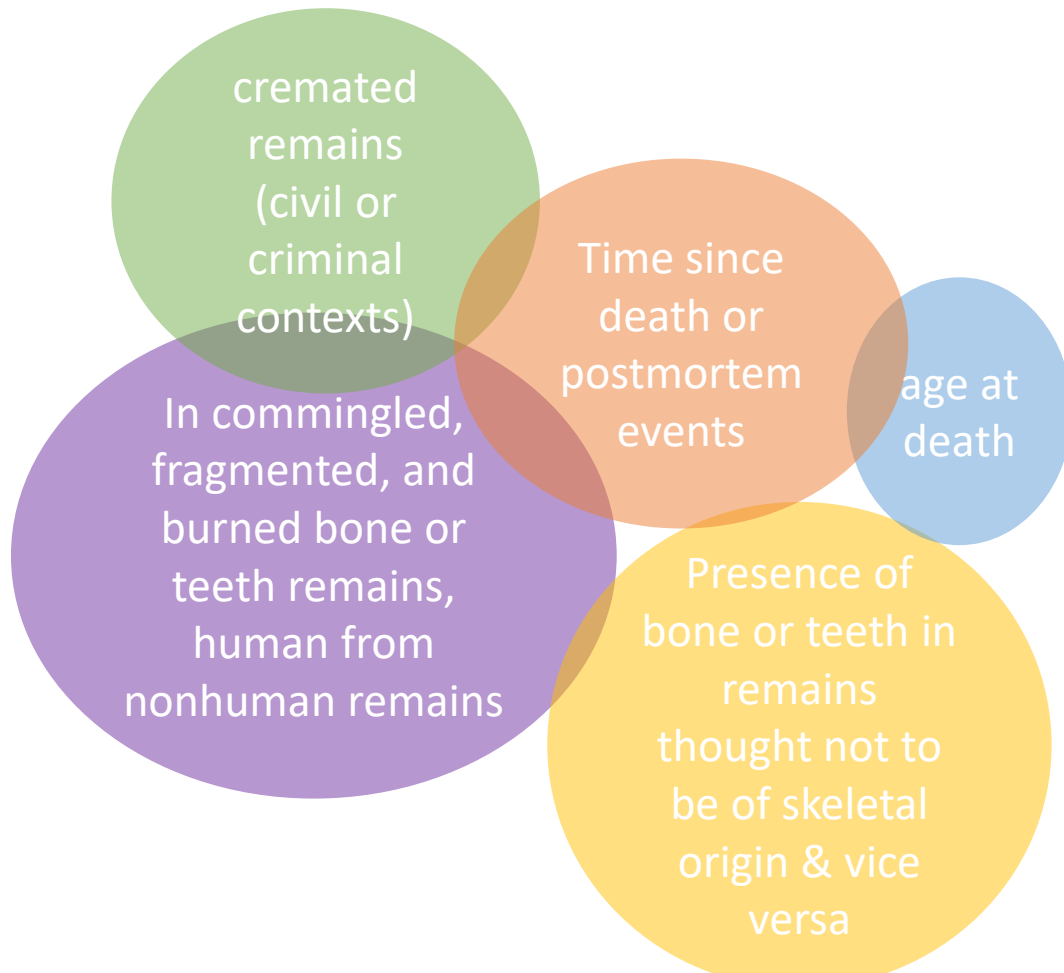 cremated
remains
(civil or
criminal
contexts)
Time since
death or
postmortem
events
age at
death
In commingled,
fragmented, and
burned bone or
teeth remains,
human from
nonhuman remains
Presence of
bone or teeth in
remains
thought not to
be of skeletal
origin & vice
versa